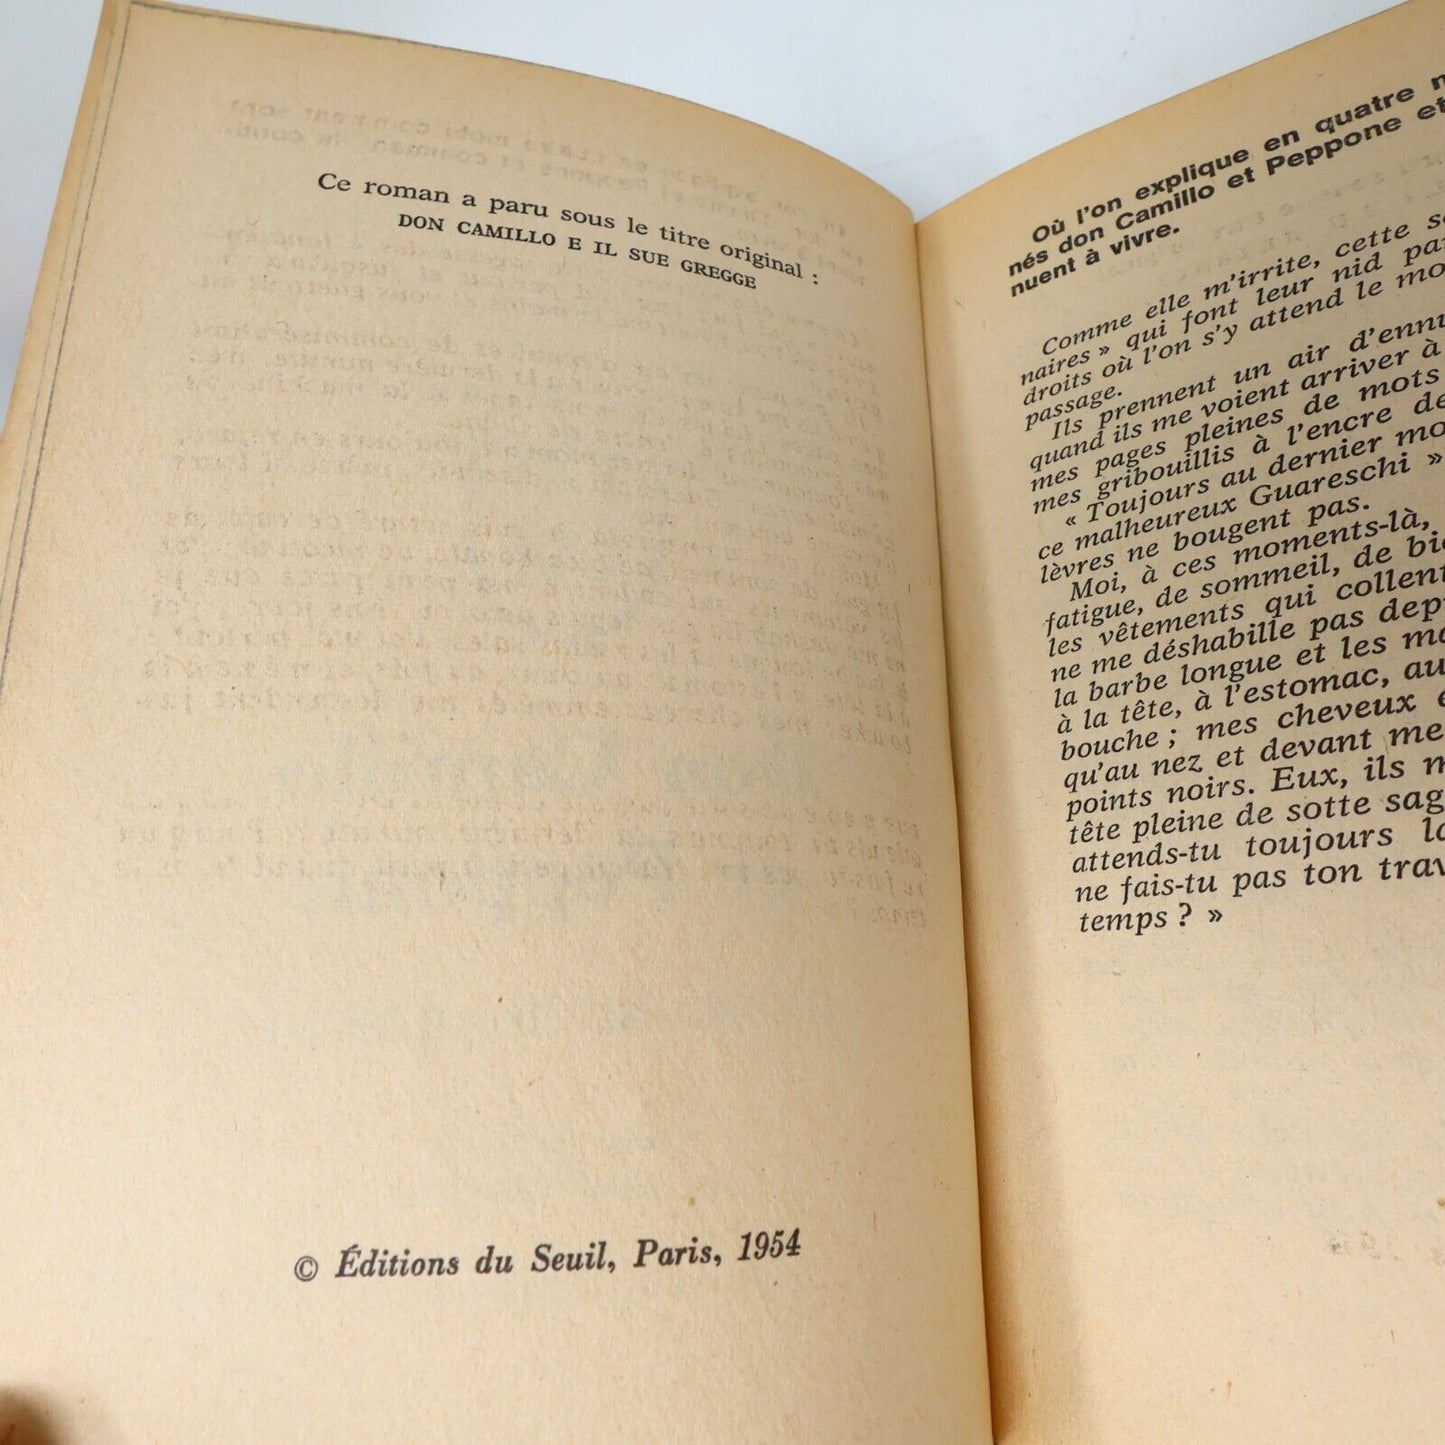 Ce roman a paru sous le titre original :
DON CAMILLO E IL SUE GREGGE
© Éditions du Seuil, Paris, 1954
Où l'on explique en quatre
nés don Camillo et Peppone et
nuent à vivre.
Comme elle m'irrite, cette
naires » qui font leur nid
droits où l'on s'y attend le
passage.
Ils prennent un air
quand ils me voient arriver à
mes pages pleines de mots
mes gribouillis à l'encre
« Toujours au dernier
ce malheureux Guareschi »
lèvres ne bougent pas.
Moi, à ces moments-là,
fatigue, de sommeil, de
les vêtements qui collent
ne me déshabille pas
la barbe longue et les
à la tête, à l'estomac,
bouche ; mes cheveux
qu'au nez et devant
points noirs. Eux, ils
tête pleine de sotte
attends-tu toujours
ne fais-tu pas ton
temps ? »